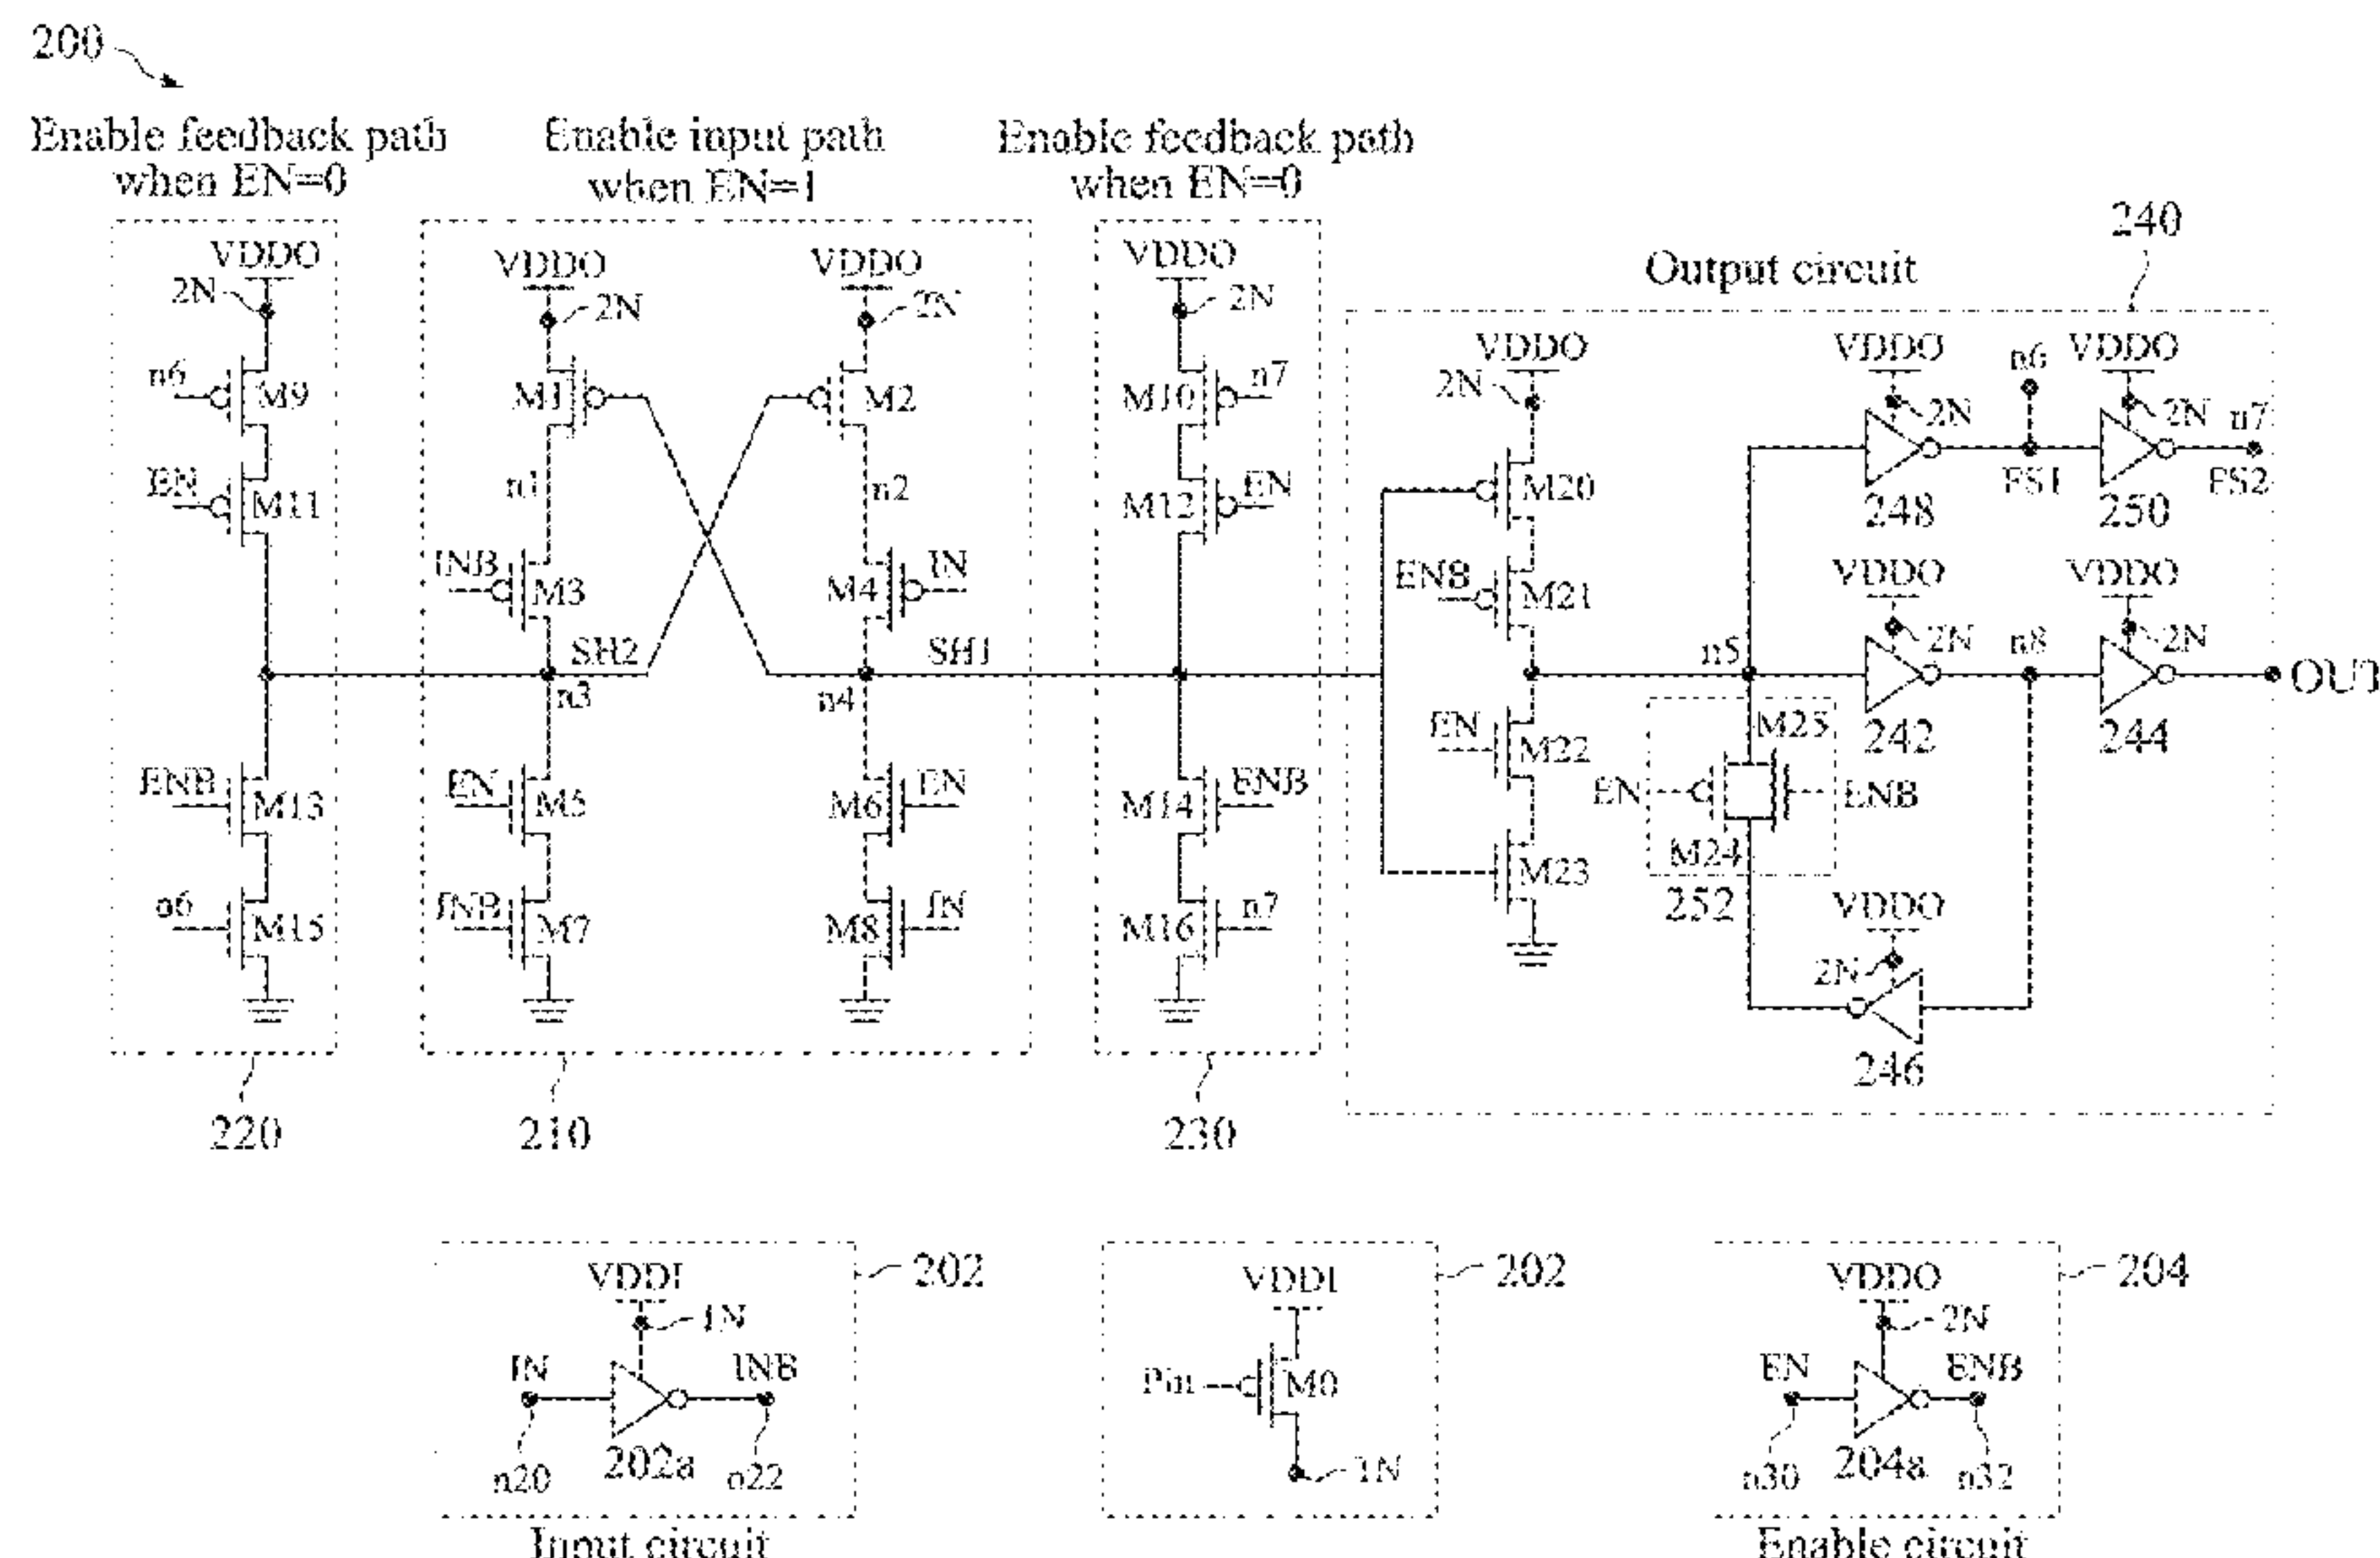 200
Enable feedback path
when EN=0
Enable input path
when EN=1
Enable feedback path
when EN=0
240
Output circuit
VDDO
2N
n6
M9
EN
M11
ENB
M13
n6
M15
220
VDDO
2N
M1
n1
INB
M3
SH2
n3
EN
M5
INB
M7
210
VDDO
2N
M2
n2
IN
M4
SH1
n4
M6
EN
M8
IN
VDDO
2N
M10
n7
M12
EN
M14
ENB
M16
n7
230
VDDO
2N
M20
ENB
M21
EN
M22
M23
n5
VDDO
2N
248
n6
FS1
VDDO
2N
250
n7
FS2
VDDO
2N
242
n8
VDDO
2N
244
OUT
M25
EN
ENB
M24
252
VDDO
2N
246
VDDI
1N
IN
INB
n20
202a
n22
202
Input circuit
VDDI
Pin
M0
1N
202
VDDO
2N
EN
ENB
n30
204a
n32
204
Enable circuit